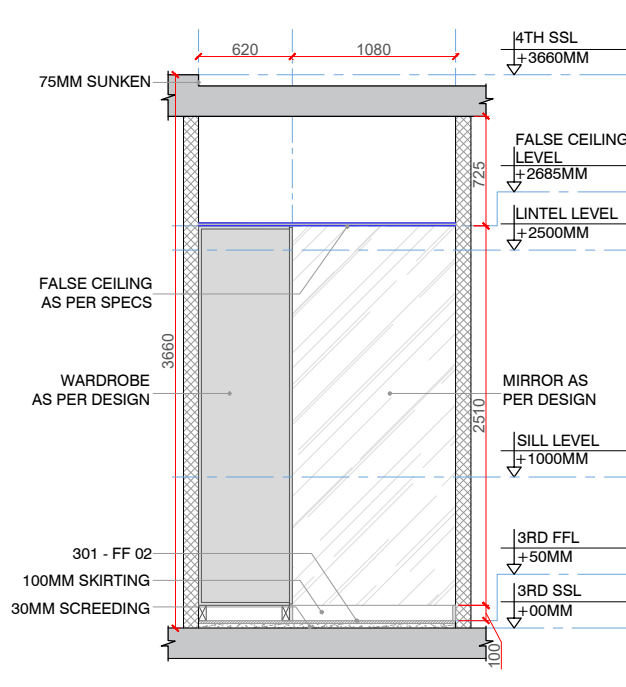 620
1080
4TH SSL
+3660MM
75MM SUNKEN
FALSE CEILING
LEVEL
+2685MM
725
LINTEL LEVEL
+2500MM
FALSE CEILING
AS PER SPECS
3660
WARDROBE
AS PER DESIGN
MIRROR AS
PER DESIGN
2510
SILL LEVEL
+1000MM
301 - FF 02
3RD FFL
+50MM
100MM SKIRTING
30MM SCREEDING
3RD SSL
+00MM
100